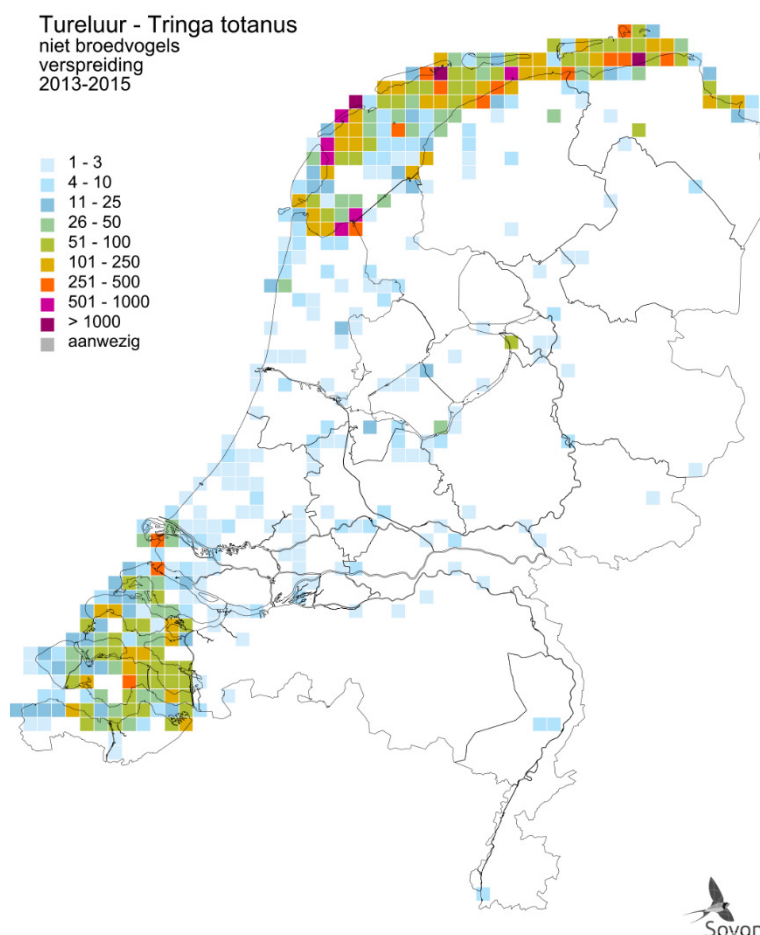 Tureluur - Tringa totanus
niet broedvogels
verspreiding
2013-2015
1 - 3
4 - 10
11 - 25
26 - 50
51 - 100
101 - 250
251 - 500
501 - 1000
> 1000
aanwezig
Sovon